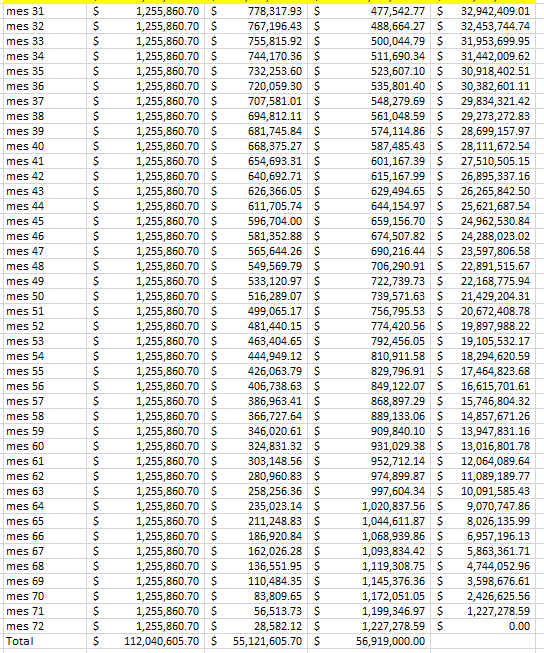 mes 31 $ 1,255,860.70 $ 778,317.93 $ 477,542.77 $ 32,942,409.01
mes 32 $ 1,255,860.70 $ 767,196.43 $ 488,664.27 $ 32,453,744.74
mes 33 $ 1,255,860.70 $ 755,815.92 $ 500,044.79 $ 31,953,699.95
mes 34 $ 1,255,860.70 $ 744,170.36 $ 511,690.34 $ 31,442,009.62
mes 35 $ 1,255,860.70 $ 732,253.60 $ 523,607.10 $ 30,918,402.51
mes 36 $ 1,255,860.70 $ 720,059.30 $ 535,801.40 $ 30,382,601.11
mes 37 $ 1,255,860.70 $ 707,581.01 $ 548,279.69 $ 29,834,321.42
mes 38 $ 1,255,860.70 $ 694,812.11 $ 561,048.59 $ 29,273,272.83
mes 39 $ 1,255,860.70 $ 681,745.84 $ 574,114.86 $ 28,699,157.97
mes 40 $ 1,255,860.70 $ 668,375.27 $ 587,485.43 $ 28,111,672.54
mes 41 $ 1,255,860.70 $ 654,693.31 $ 601,167.39 $ 27,510,505.15
mes 42 $ 1,255,860.70 $ 640,692.71 $ 615,167.99 $ 26,895,337.16
mes 43 $ 1,255,860.70 $ 626,366.05 $ 629,494.65 $ 26,265,842.50
mes 44 $ 1,255,860.70 $ 611,705.74 $ 644,154.97 $ 25,621,687.54
mes 45 $ 1,255,860.70 $ 596,704.00 $ 659,156.70 $ 24,962,530.84
mes 46 $ 1,255,860.70 $ 581,352.88 $ 674,507.82 $ 24,288,023.02
mes 47 $ 1,255,860.70 $ 565,644.26 $ 690,216.44 $ 23,597,806.58
mes 48 $ 1,255,860.70 $ 549,569.79 $ 706,290.91 $ 22,891,515.67
mes 49 $ 1,255,860.70 $ 533,120.97 $ 722,739.73 $ 22,168,775.94
mes 50 $ 1,255,860.70 $ 516,289.07 $ 739,571.63 $ 21,429,204.31
mes 51 $ 1,255,860.70 $ 499,065.17 $ 756,795.53 $ 20,672,408.78
mes 52 $ 1,255,860.70 $ 481,440.15 $ 774,420.56 $ 19,897,988.22
mes 53 $ 1,255,860.70 $ 463,404.65 $ 792,456.05 $ 19,105,532.17
mes 54 $ 1,255,860.70 $ 444,949.12 $ 810,911.58 $ 18,294,620.59
mes 55 $ 1,255,860.70 $ 426,063.79 $ 829,796.91 $ 17,464,823.68
mes 56 $ 1,255,860.70 $ 406,738.63 $ 849,122.07 $ 16,615,701.61
mes 57 $ 1,255,860.70 $ 386,963.41 $ 868,897.29 $ 15,746,804.32
mes 58 $ 1,255,860.70 $ 366,727.64 $ 889,133.06 $ 14,857,671.26
mes 59 $ 1,255,860.70 $ 346,020.61 $ 909,840.10 $ 13,947,831.16
mes 60 $ 1,255,860.70 $ 324,831.32 $ 931,029.38 $ 13,016,801.78
mes 61 $ 1,255,860.70 $ 303,148.56 $ 952,712.14 $ 12,064,089.64
mes 62 $ 1,255,860.70 $ 280,960.83 $ 974,899.87 $ 11,089,189.77
mes 63 $ 1,255,860.70 $ 258,256.36 $ 997,604.34 $ 10,091,585.43
mes 64 $ 1,255,860.70 $ 235,023.14 $ 1,020,837.56 $ 9,070,747.86
mes 65 $ 1,255,860.70 $ 211,248.83 $ 1,044,611.87 $ 8,026,135.99
mes 66 $ 1,255,860.70 $ 186,920.84 $ 1,068,939.86 $ 6,957,196.13
mes 67 $ 1,255,860.70 $ 162,026.28 $ 1,093,834.42 $ 5,863,361.71
mes 68 $ 1,255,860.70 $ 136,551.95 $ 1,119,308.75 $ 4,744,052.96
mes 69 $ 1,255,860.70 $ 110,484.35 $ 1,145,376.36 $ 3,598,676.61
mes 70 $ 1,255,860.70 $ 83,809.65 $ 1,172,051.05 $ 2,426,625.56
mes 71 $ 1,255,860.70 $ 56,513.73 $ 1,199,346.97 $ 1,227,278.59
mes 72 $ 1,255,860.70 $ 28,582.12 $ 1,227,278.59 $ 0.00
Total $ 112,040,605.70 $ 55,121,605.70 $ 56,919,000.00